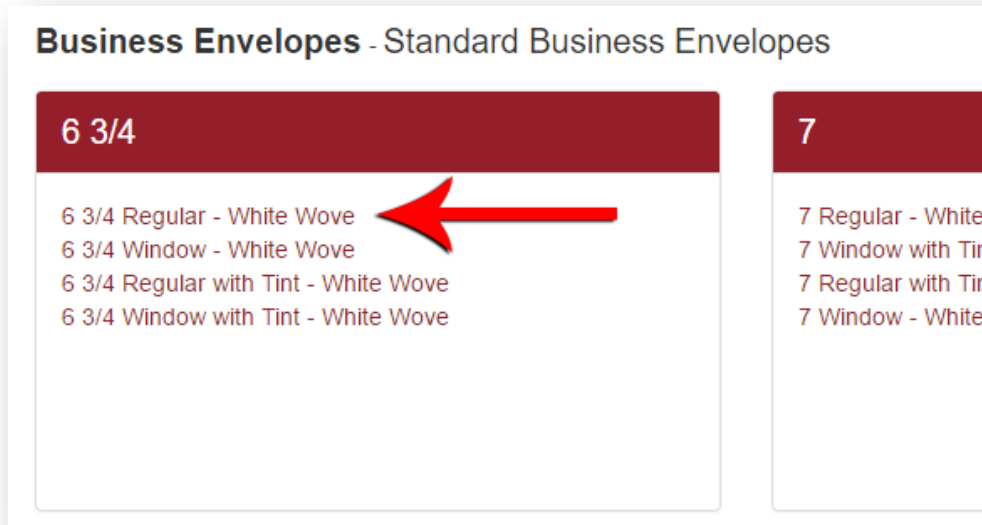 Business Envelopes - Standard Business Envelopes
6 3/4
6 3/4 Regular - White Wove
6 3/4 Window - White Wove
6 3/4 Regular with Tint - White Wove
6 3/4 Window with Tint - White Wove
7
7 Regular - White
7 Window with
7 Regular with
7 Window - White